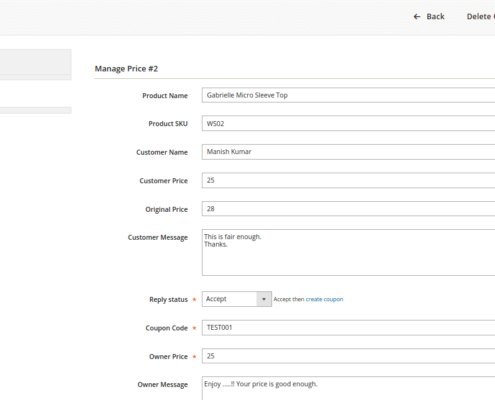 ← Back Delete
Manage Price #2
Product Name Gabrielle Micro Sleeve Top
Product SKU WS02
Customer Name Manish Kumar
Customer Price 25
Original Price 28
Customer Message This is fair enough.
Thanks.
Reply status * Accept Accept then create coupon
Coupon Code * TEST001
Owner Price * 25
Owner Message Enjoy ....!! Your price is good enough.